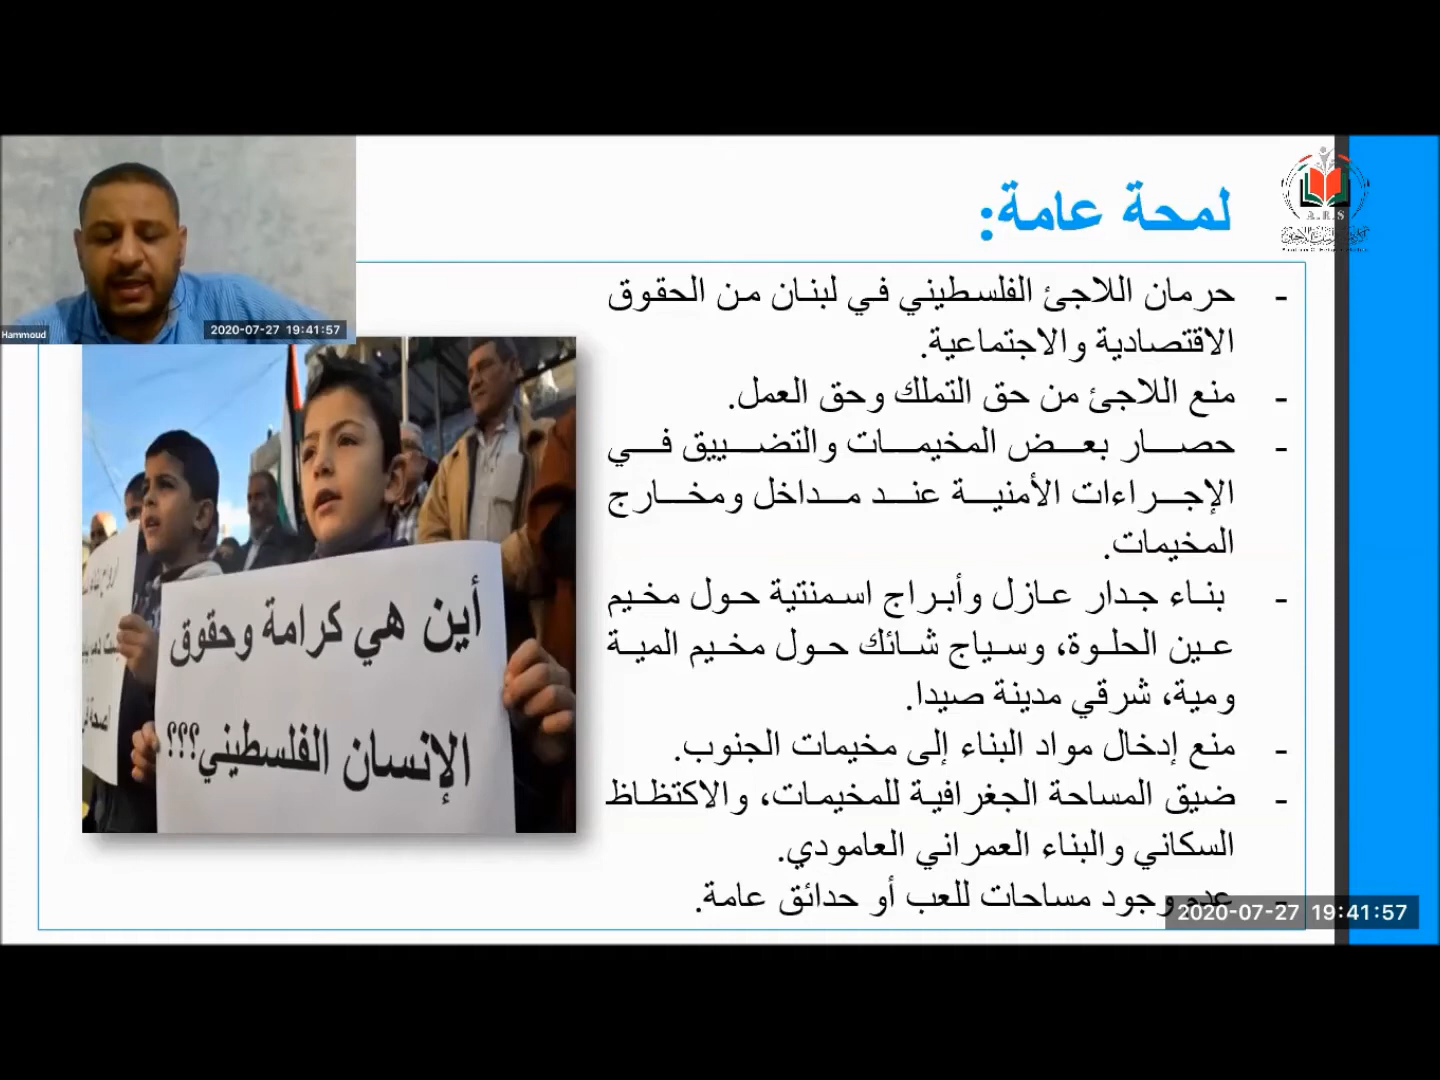 لمحة عامة:
A.R.S
- حرمان اللاجئ الفلسطيني في لبنان من الحقوق
الاقتصادية والاجتماعية.
- منع اللاجئ من حق التملك وحق العمل.
- حصار بعض المخيمات والتضييق في
الإجراءات الأمنية عند مداخل ومخارج
المخيمات.
- بناء جدار عازل وأبراج اسمنتية حول مخيم
عين الحلوة، وسياج شائك حول مخيم المية
ومية، شرقي مدينة صيدا.
- منع إدخال مواد البناء إلى مخيمات الجنوب.
- ضيق المساحة الجغرافية للمخيمات، والاكتظاظ
السكاني والبناء العمراني العامودي.
- عدم وجود مساحات للعب أو حدائق عامة.
Hammoud
2020-07-27 19:41:57
أين هي كرامة وحقوق
الإنسان الفلسطيني؟؟؟
2020-07-27 19:41:57